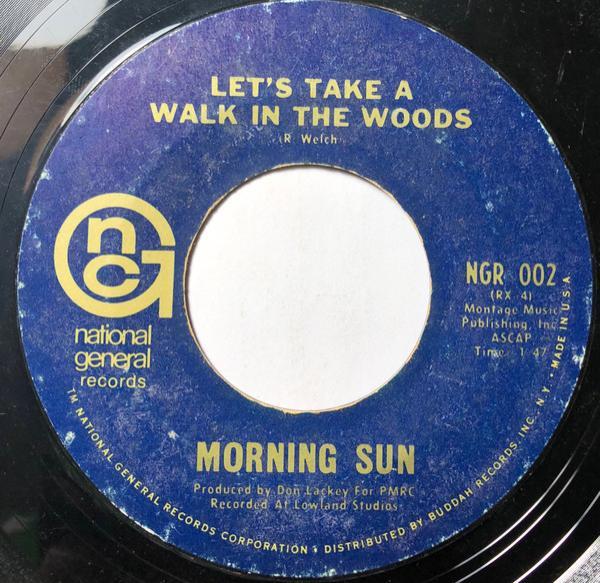 LET'S TAKE A
WALK IN THE WOODS
(R. Welch)
ncG
national
general
records
NGR 002
(RX 4)
Montage Music
Publishing, Inc.
ASCAP
Time: 1:47
MORNING SUN
Produced by Don Lackey For PMRC
Recorded At Lowland Studios
TM NATIONAL GENERAL RECORDS CORPORATION • DISTRIBUTED BY BUDDAH RECORDS, INC. N.Y. • MADE IN U.S.A.